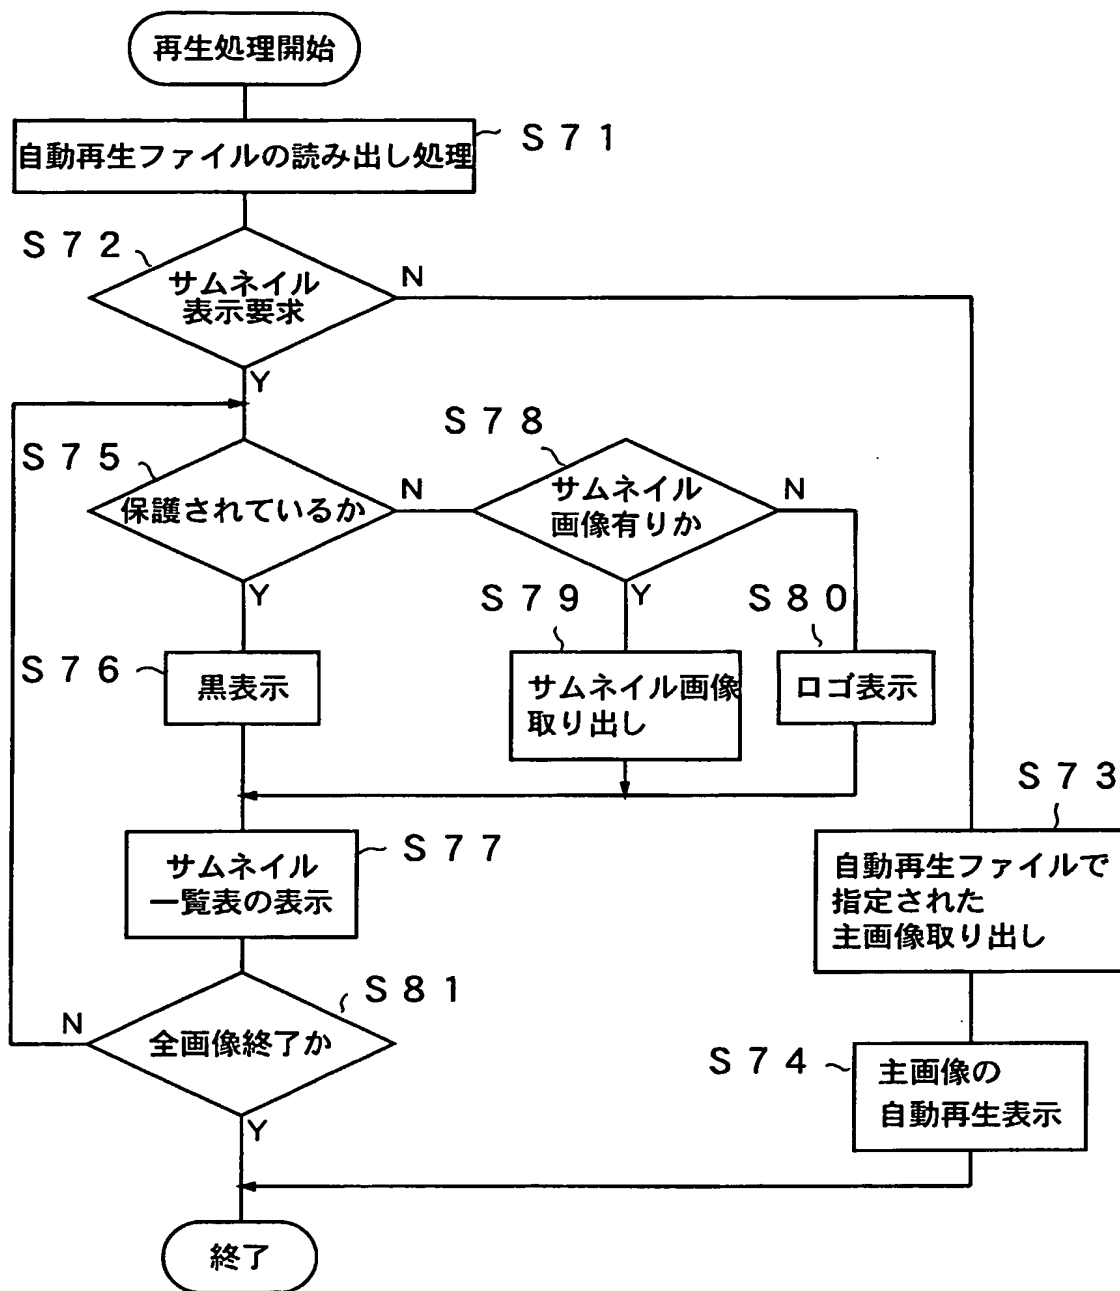 再生処理開始
自動再生ファイルの読み出し処理
S71
S72
サムネイル
表示要求
N
Y
S75
保護されているか
N
Y
S78
サムネイル
画像有りか
N
Y
S76
黒表示
S79
サムネイル画像
取り出し
S80
ロゴ表示
S77
サムネイル
一覧表の表示
S73
自動再生ファイルで
指定された
主画像取り出し
S81
全画像終了か
N
Y
S74
主画像の
自動再生表示
終了